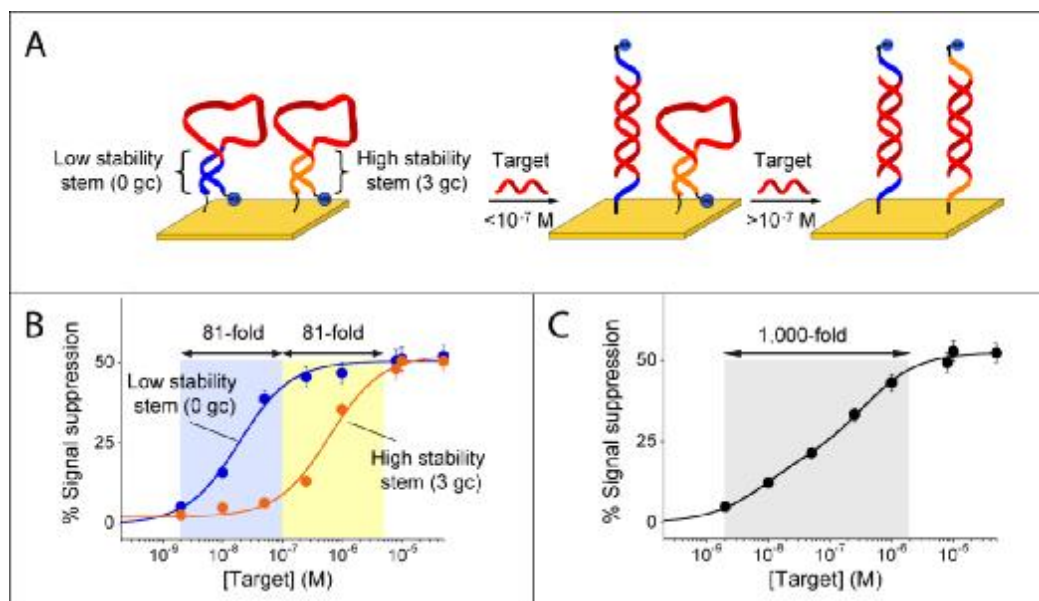 A
Low stability
stem (0 gc)
High stability
stem (3 gc)
Target
<10⁻⁷ M
Target
>10⁻⁷ M
B
81-fold
81-fold
% Signal suppression
50
25
0
Low stability
stem (0 gc)
High stability
stem (3 gc)
10⁻⁹
10⁻⁸
10⁻⁷
10⁻⁶
10⁻⁵
[Target] (M)
C
1,000-fold
% Signal suppression
50
25
0
10⁻⁹
10⁻⁸
10⁻⁷
10⁻⁶
10⁻⁵
[Target] (M)